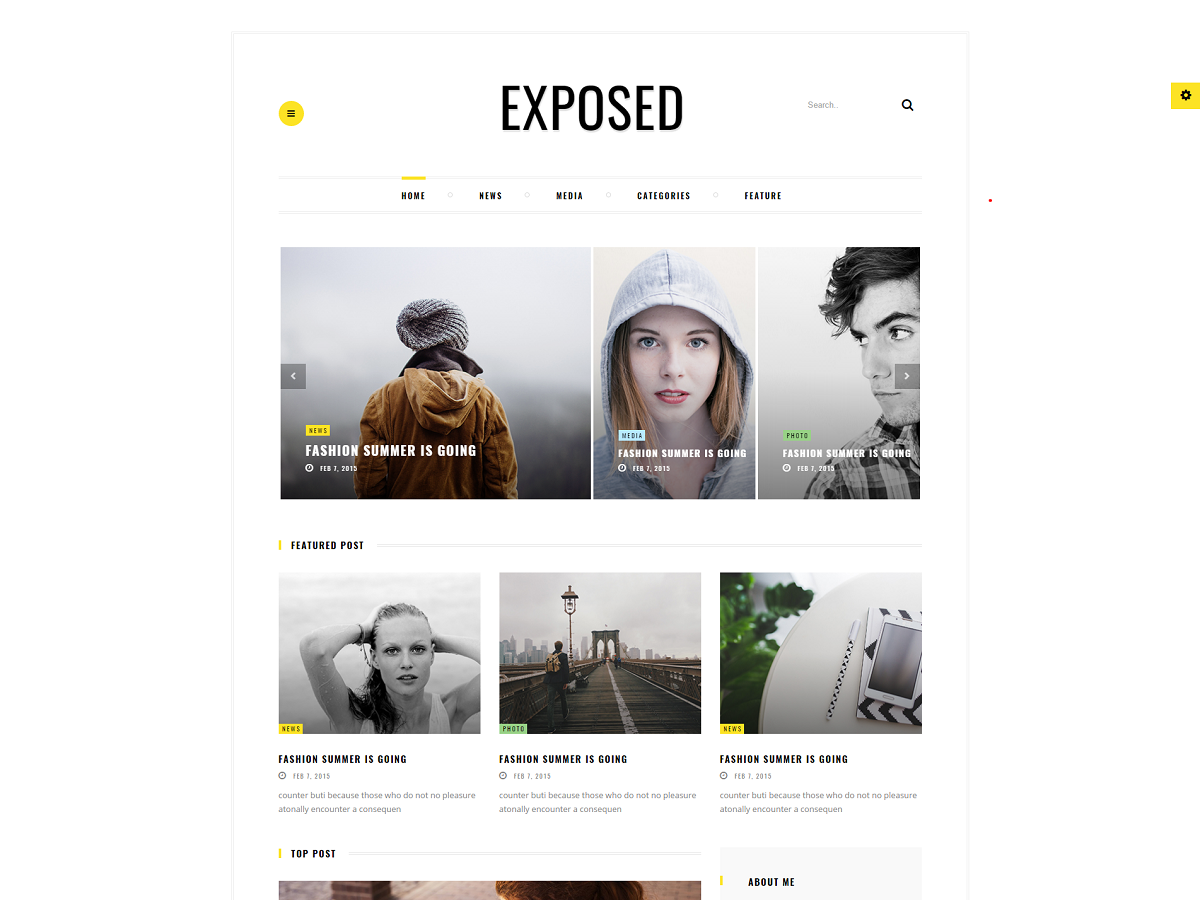 EXPOSED
Search..
HOME NEWS MEDIA CATEGORIES FEATURE
NEWS
FASHION SUMMER IS GOING
FEB 7, 2015
MEDIA
FASHION SUMMER IS GOING
FEB 7, 2015
PHOTO
FASHION SUMMER IS GOING
FEB 7, 2015
FEATURED POST
NEWS
FASHION SUMMER IS GOING
FEB 7, 2015
counter buti because those who do not no pleasure
atonally encounter a consequen
PHOTO
FASHION SUMMER IS GOING
FEB 7, 2015
counter buti because those who do not no pleasure
atonally encounter a consequen
NEWS
FASHION SUMMER IS GOING
FEB 7, 2015
counter buti because those who do not no pleasure
atonally encounter a consequen
TOP POST
ABOUT ME